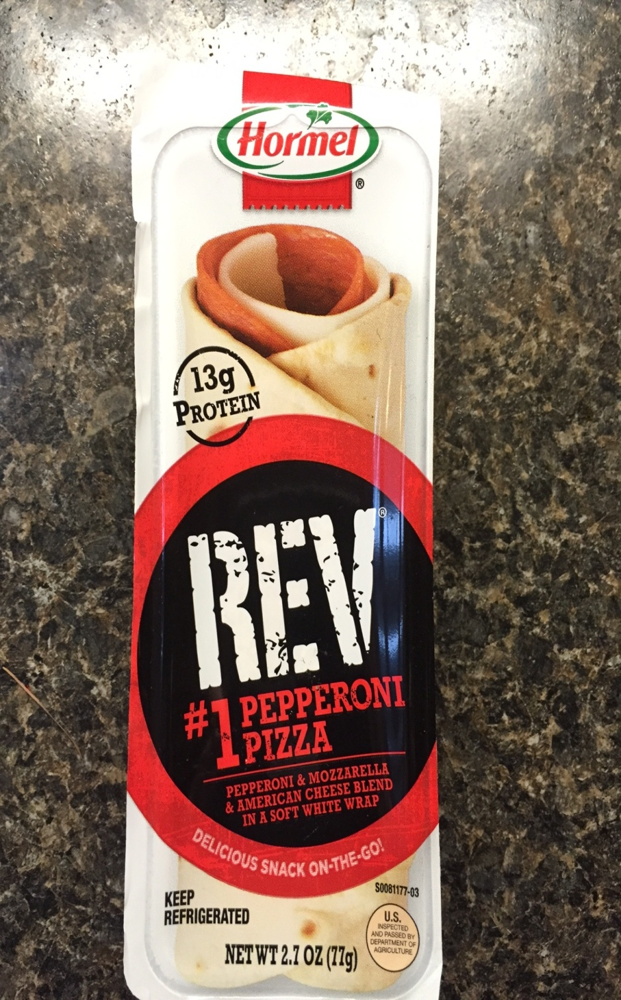 Hormel
®
13g
PROTEIN
REV®
#1 PEPPERONI
PIZZA
PEPPERONI & MOZZARELLA
& AMERICAN CHEESE BLEND
IN A SOFT WHITE WRAP
DELICIOUS SNACK ON-THE-GO!
S0081177-03
KEEP
REFRIGERATED
U.S.
INSPECTED
AND PASSED BY
DEPARTMENT OF
AGRICULTURE
NET WT 2.7 OZ (77g)